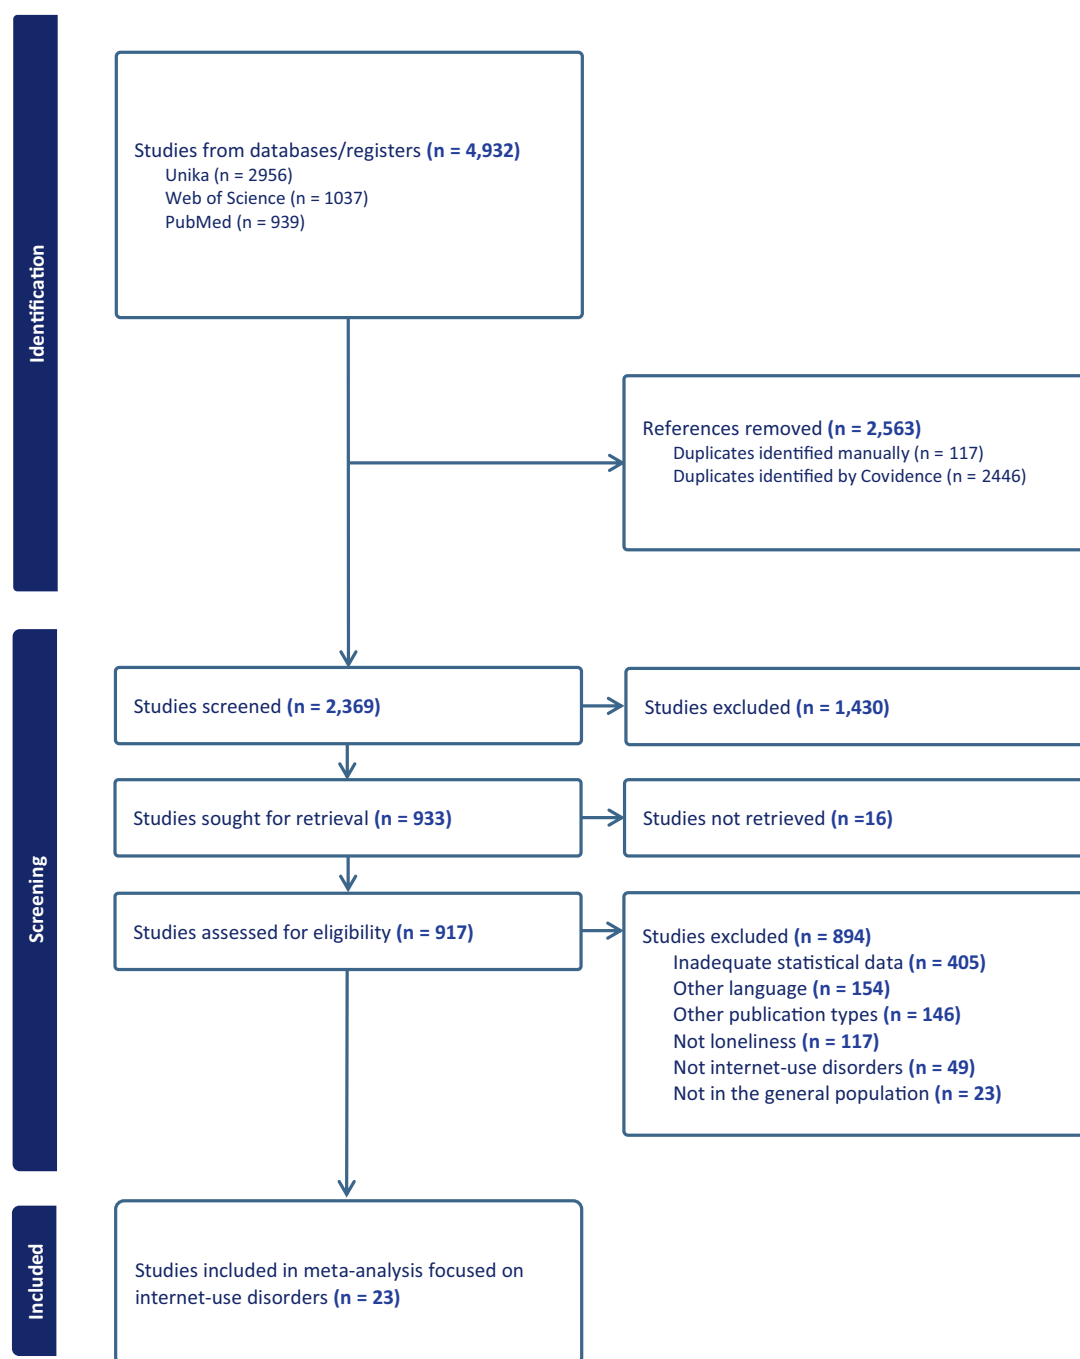 Identification
Studies from databases/registers (n = 4,932)
Unika (n = 2956)
Web of Science (n = 1037)
PubMed (n = 939)
References removed (n = 2,563)
Duplicates identified manually (n = 117)
Duplicates identified by Covidence (n = 2446)
Screening
Studies screened (n = 2,369)
Studies excluded (n = 1,430)
Studies sought for retrieval (n = 933)
Studies not retrieved (n =16)
Studies assessed for eligibility (n = 917)
Studies excluded (n = 894)
Inadequate statistical data (n = 405)
Other language (n = 154)
Other publication types (n = 146)
Not loneliness (n = 117)
Not internet-use disorders (n = 49)
Not in the general population (n = 23)
Included
Studies included in meta-analysis focused on
internet-use disorders (n = 23)